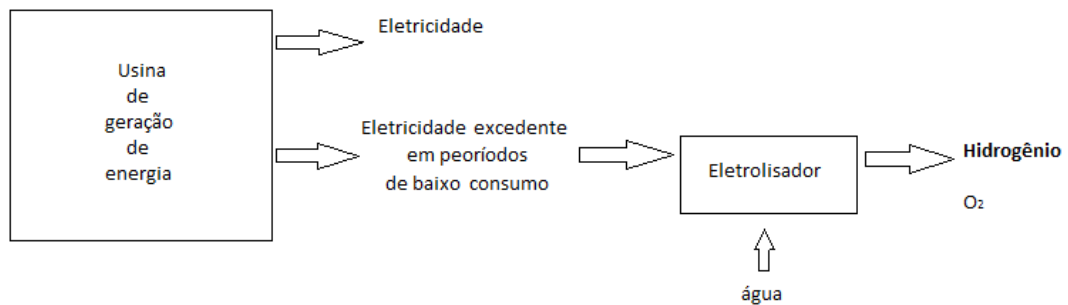 Usina
de
geração
de
energia
Eletricidade
Eletricidade excedente
em peoríodos
de baixo consumo
Eletrolisador
água
Hidrogênio
O₂